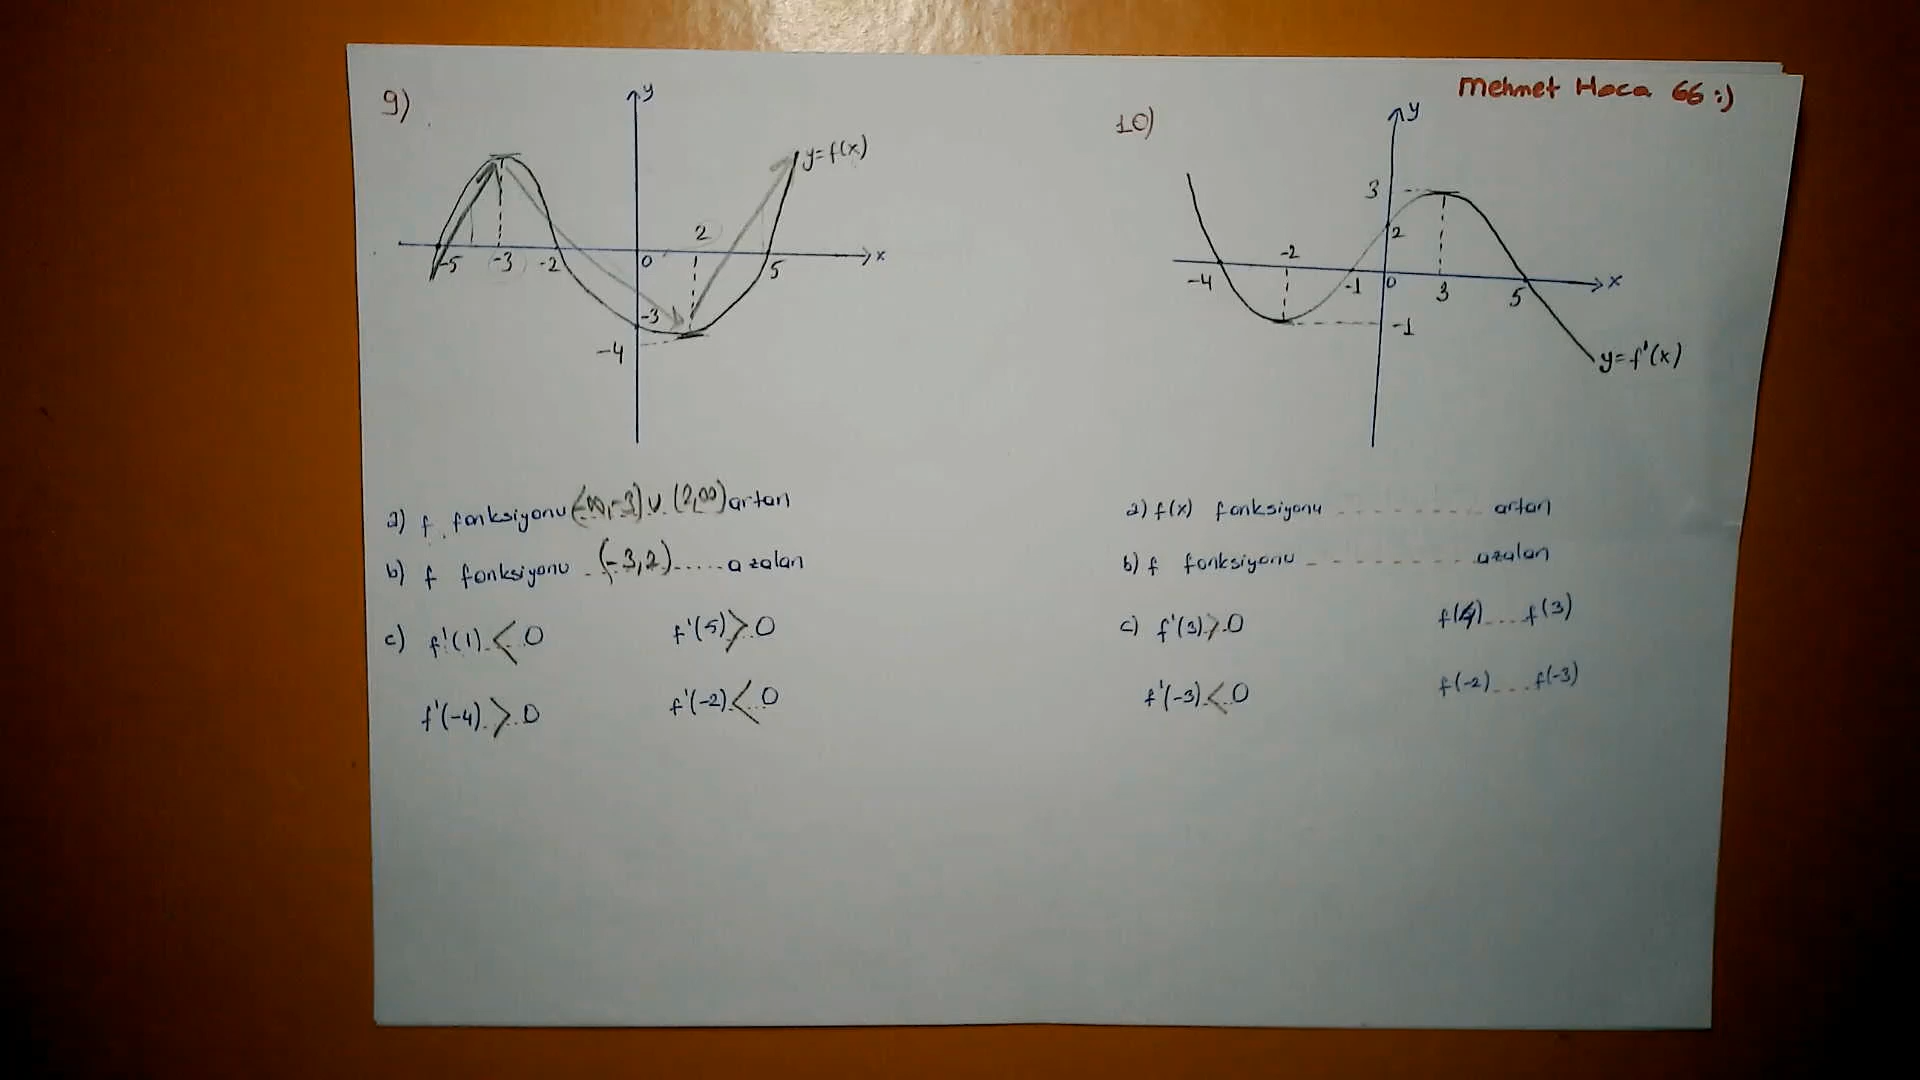 Mehmet Hoca 66 :)
9)
y
y=f(x)
2
-5 -3 -2 0 5 x
-3
-4
a) f fonksiyonu (-∞,-3) ∪ (2,∞) artan
b) f fonksiyonu (-3,2)..... azalan
c) f'(1) < 0 f'(5) > 0
f'(-4) > 0 f'(-2) < 0
10)
y
3
2
-2
-4 -1 0 3 5 x
-1
y=f'(x)
a) f(x) fonksiyonu .......... artan
b) f fonksiyonu .......... azalan
c) f'(3) > 0 f(4) .... f(3)
f'(-3) < 0 f(-2) .... f(-3)